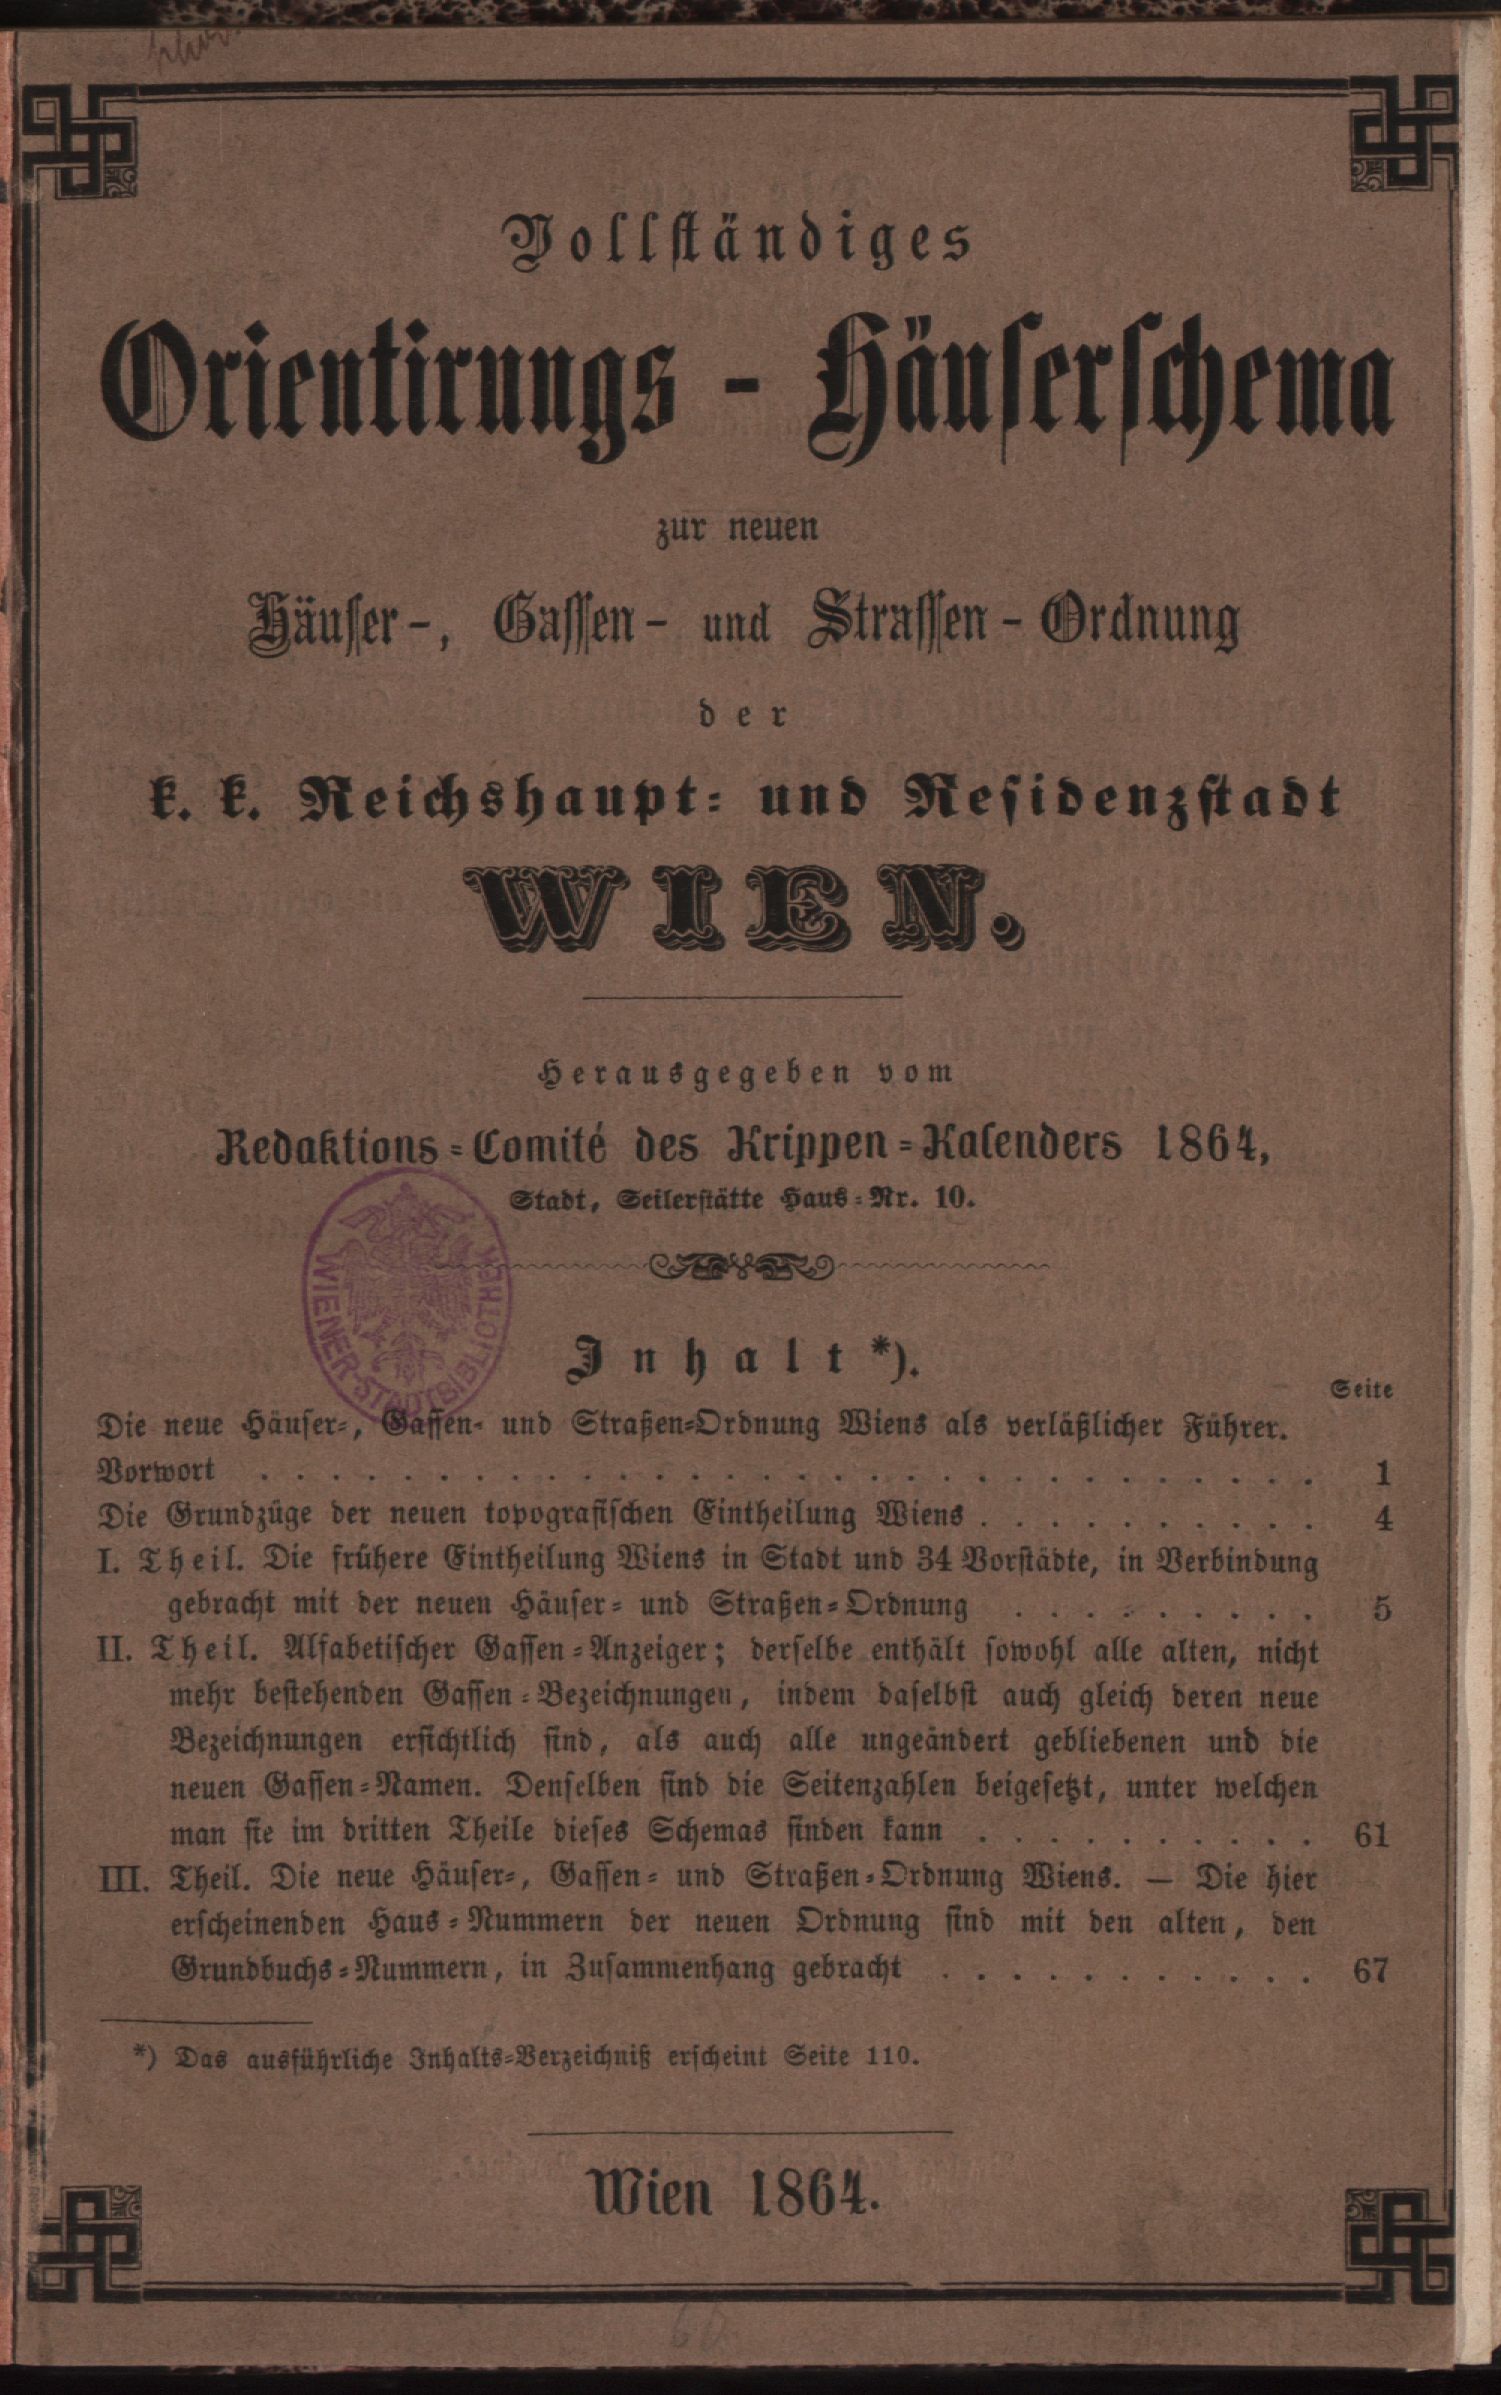 Vollständiges
Orientirungs - Häuserschema
zur neuen
Häuser-, Gassen- und Strassen-Ordnung
der
k. k. Reichshaupt- und Residenzstadt
WIEN.
Herausgegeben vom
Redaktions-Comité des Krippen-Kalenders 1864,
Stadt, Seilerstätte Haus-Nr. 10.
WIENER-STADTBIBLIOTHEK
Inhalt *).
Seite
Die neue Häuser-, Gassen- und Straßen-Ordnung Wiens als verläßlicher Führer.
Vorwort . . . . . . . . . . . . . . . . . . . . . . . . . . . . . . 1
Die Grundzüge der neuen topografischen Eintheilung Wiens . . . . . . . . . . 4
I. Theil. Die frühere Eintheilung Wiens in Stadt und 34 Vorstädte, in Verbindung
gebracht mit der neuen Häuser- und Straßen-Ordnung . . . . . . . . . 5
II. Theil. Alfabetischer Gassen-Anzeiger; derselbe enthält sowohl alle alten, nicht
mehr bestehenden Gassen-Bezeichnungen, indem daselbst auch gleich deren neue
Bezeichnungen ersichtlich sind, als auch alle ungeändert gebliebenen und die
neuen Gassen-Namen. Denselben sind die Seitenzahlen beigesetzt, unter welchen
man sie im dritten Theile dieses Schemas finden kann . . . . . . . . . . 61
III. Theil. Die neue Häuser-, Gassen- und Straßen-Ordnung Wiens. — Die hier
erscheinenden Haus-Nummern der neuen Ordnung sind mit den alten, den
Grundbuchs-Nummern, in Zusammenhang gebracht . . . . . . . . . . . 67
*) Das ausführliche Inhalts-Verzeichniß erscheint Seite 110.
Wien 1864.